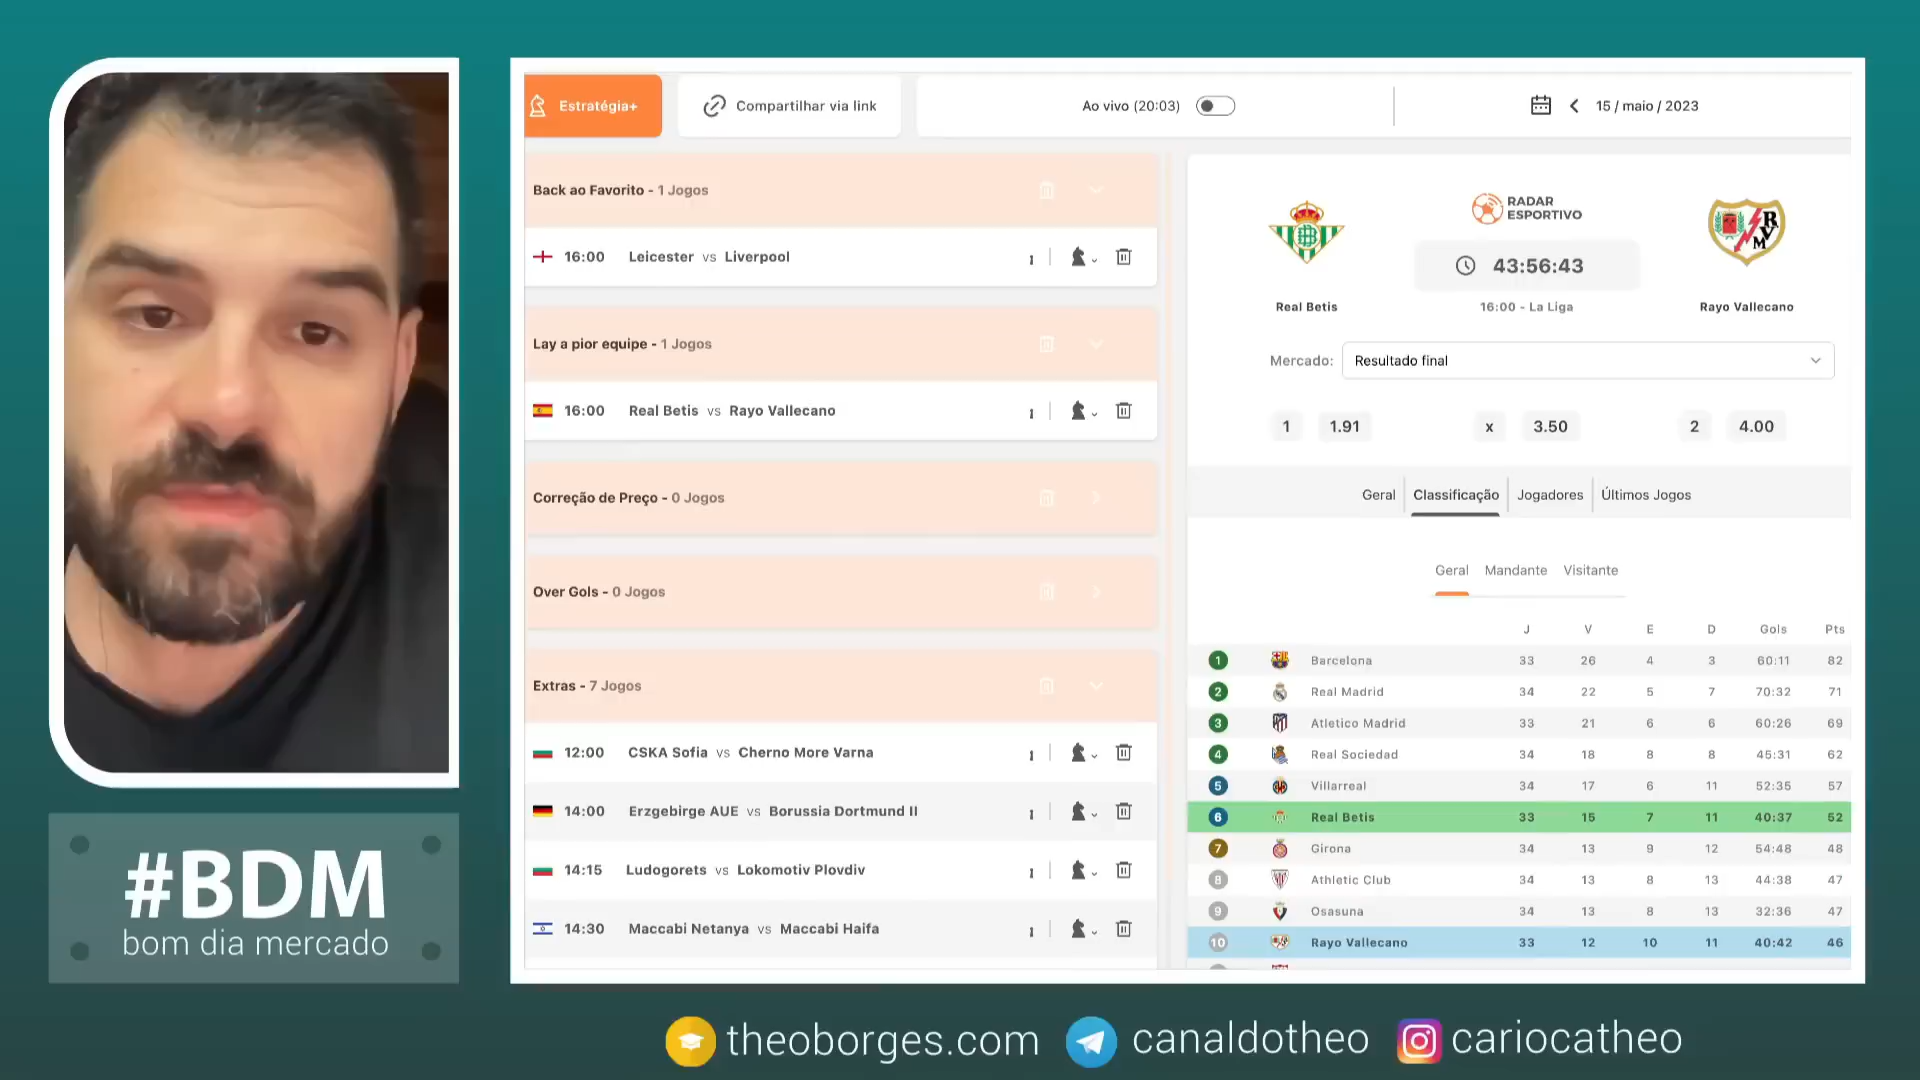 Estratégia+
Compartilhar via link
Ao vivo (20:03)
15 / maio / 2023
Back ao Favorito - 1 Jogos
16:00 Leicester vs Liverpool 1
Lay a pior equipe - 1 Jogos
16:00 Real Betis vs Rayo Vallecano 1
Correção de Preço - 0 Jogos
Over Gols - 0 Jogos
Extras - 7 Jogos
12:00 CSKA Sofia vs Cherno More Varna 1
14:00 Erzgebirge AUE vs Borussia Dortmund II 1
14:15 Ludogorets vs Lokomotiv Plovdiv 1
14:30 Maccabi Netanya vs Maccabi Haifa 1
RADAR
ESPORTIVO
43:56:43
Real Betis
16:00 - La Liga
Rayo Vallecano
Mercado: Resultado final
1 1.91 x 3.50 2 4.00
Geral Classificação Jogadores Últimos Jogos
Geral Mandante Visitante
J V E D Gols Pts
1 Barcelona 33 26 4 3 60:11 82
2 Real Madrid 34 22 5 7 70:32 71
3 Atletico Madrid 33 21 6 6 60:26 69
4 Real Sociedad 34 18 8 8 45:31 62
5 Villarreal 34 17 6 11 52:35 57
6 Real Betis 33 15 7 11 40:37 52
7 Girona 34 13 9 12 54:48 48
8 Athletic Club 34 13 8 13 44:38 47
9 Osasuna 34 13 8 13 32:36 47
10 Rayo Vallecano 33 12 10 11 40:42 46
#BDM
bom dia mercado
theoborges.com
canaldotheo
cariocatheo